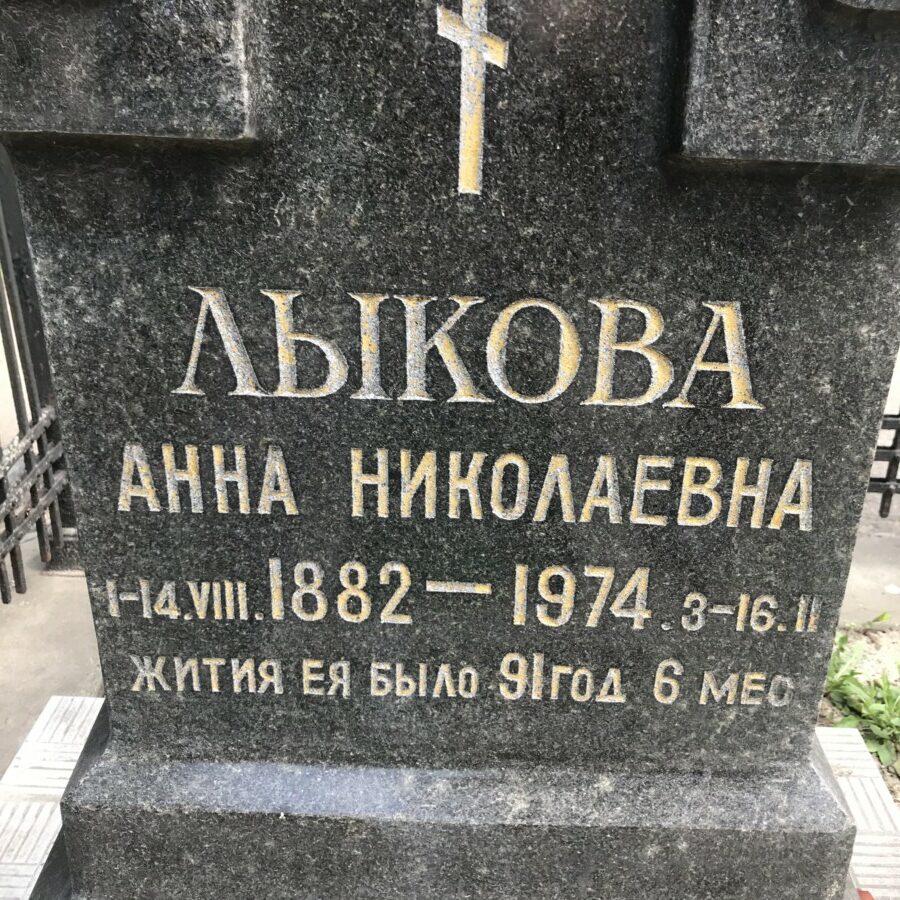 ЛЫКОВА
АННА НИКОЛАЕВНА
1-14.VIII.1882 — 1974.3-16.II
ЖИТИЯ ЕЯ БЫЛО 91 ГОД 6 МЕС